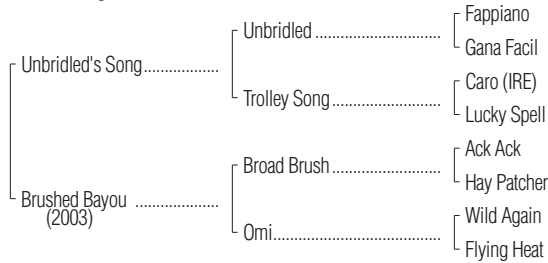 Fappiano
Unbridled
Gana Facil
Unbridled's Song
Caro (IRE)
Trolley Song
Lucky Spell
Ack Ack
Broad Brush
Hay Patcher
Brushed Bayou
(2003)
Wild Again
Omi
Flying Heat